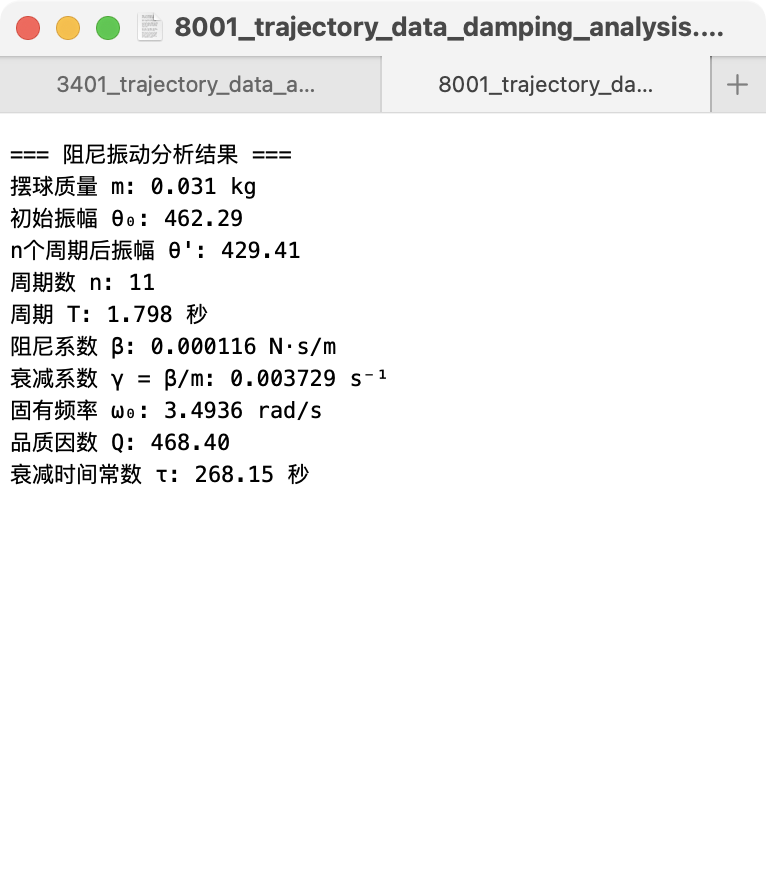 8001_trajectory_data_damping_analysis....
3401_trajectory_data_a... 8001_trajectory_da...
=== 阻尼振动分析结果 ===
摆球质量 m: 0.031 kg
初始振幅 θ₀: 462.29
n个周期后振幅 θ': 429.41
周期数 n: 11
周期 T: 1.798 秒
阻尼系数 β: 0.000116 N·s/m
衰减系数 γ = β/m: 0.003729 s⁻¹
固有频率 ω₀: 3.4936 rad/s
品质因数 Q: 468.40
衰减时间常数 τ: 268.15 秒